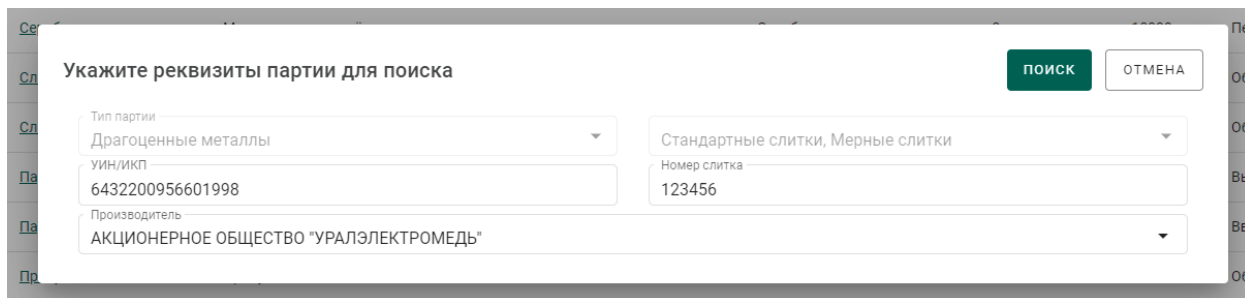 Укажите реквизиты партии для поиска
ПОИСК
ОТМЕНА
Тип партии
Драгоценные металлы
Стандартные слитки, Мерные слитки
УИН/ИКП
6432200956601998
Номер слитка
123456
Производитель
АКЦИОНЕРНОЕ ОБЩЕСТВО "УРАЛЭЛЕКТРОМЕДЬ"